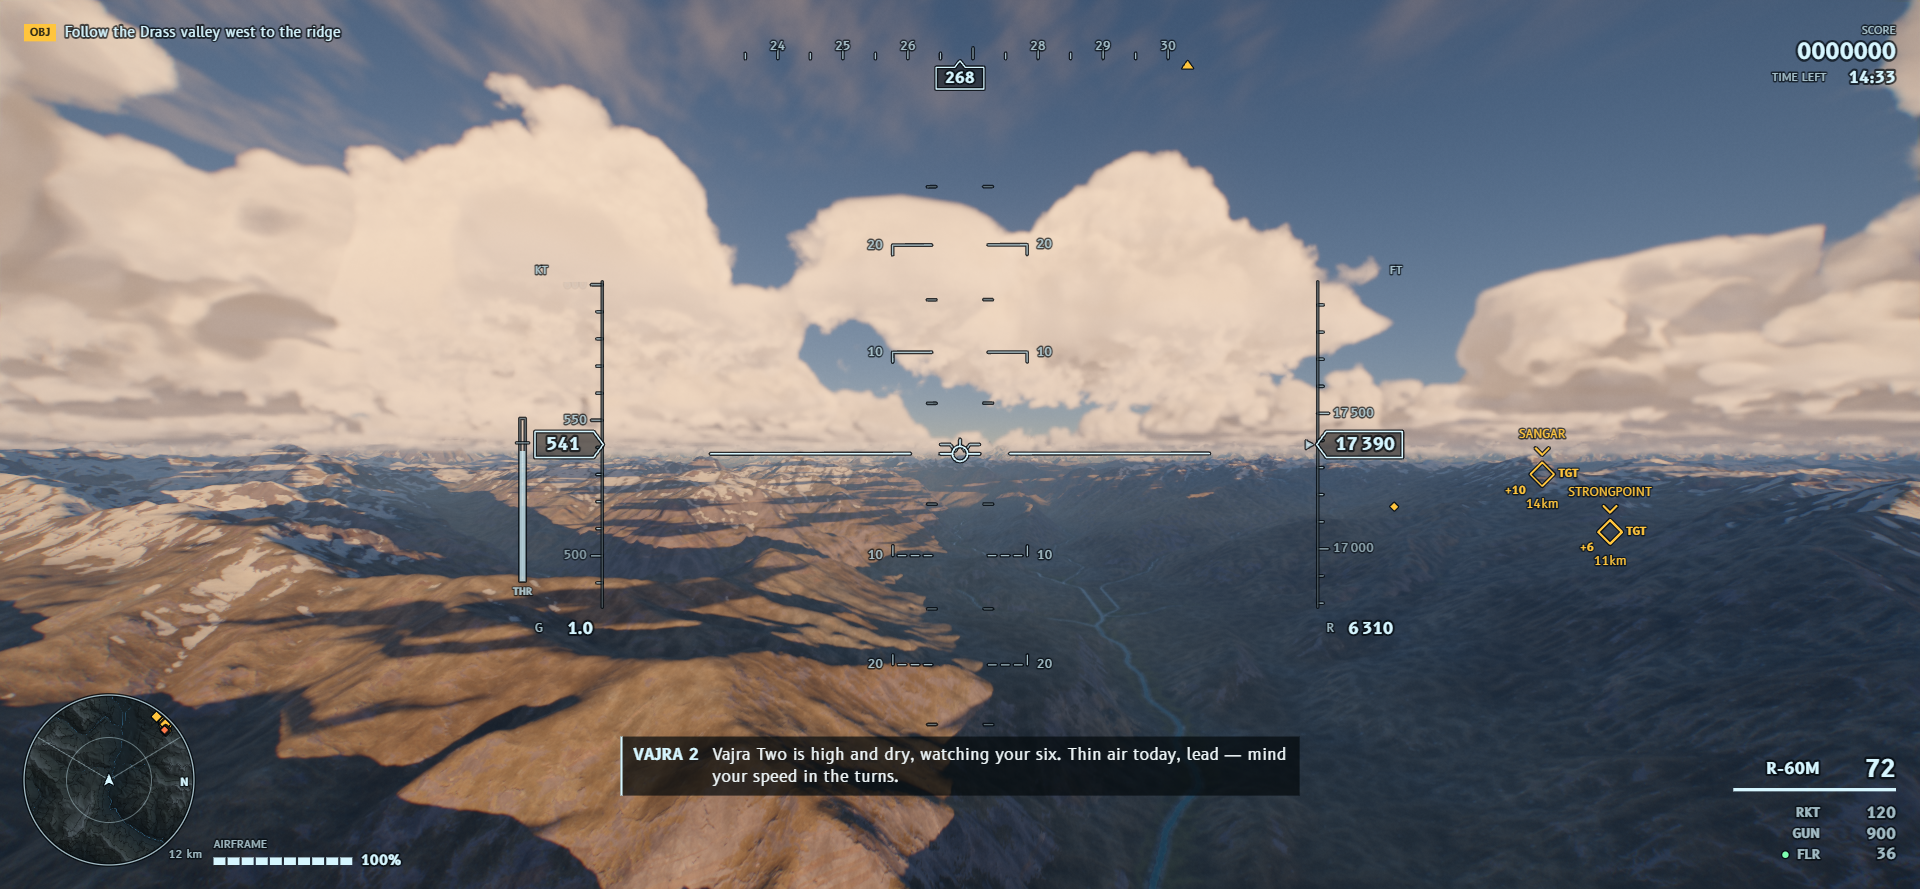 OBJ Follow the Drass valley west to the ridge
24 25 26 28 29 30
268
SCORE
0000000
TIME LEFT 14:33
20 20
KT
FT
10 10
550
541
17 500
17 390
SANGAR
TGT
+10
14km
STRONGPOINT
TGT
+6
11km
500
10 10
17 000
THR
G 1.0
R 6 310
20 20
VAJRA 2 Vajra Two is high and dry, watching your six. Thin air today, lead — mind
your speed in the turns.
N
12 km
AIRFRAME
100%
R-60M 72
RKT 120
GUN 900
FLR 36